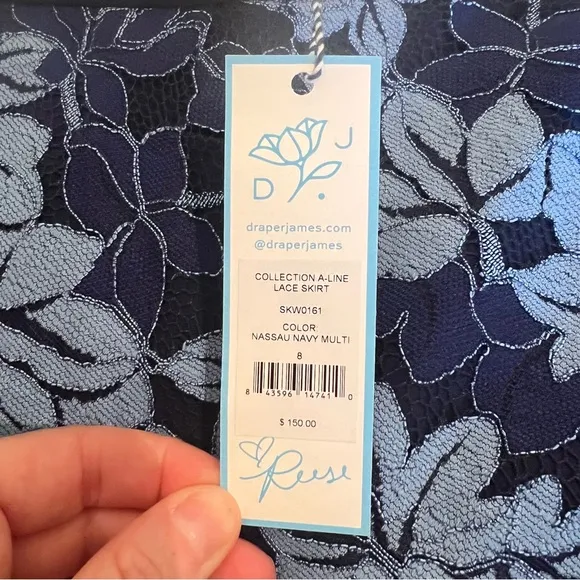 D J
draperjames.com
@draperjames
COLLECTION A-LINE
LACE SKIRT
SKW0161
COLOR:
NASSAU NAVY MULTI
8
8 43596 14741 0
$ 150.00
Reese